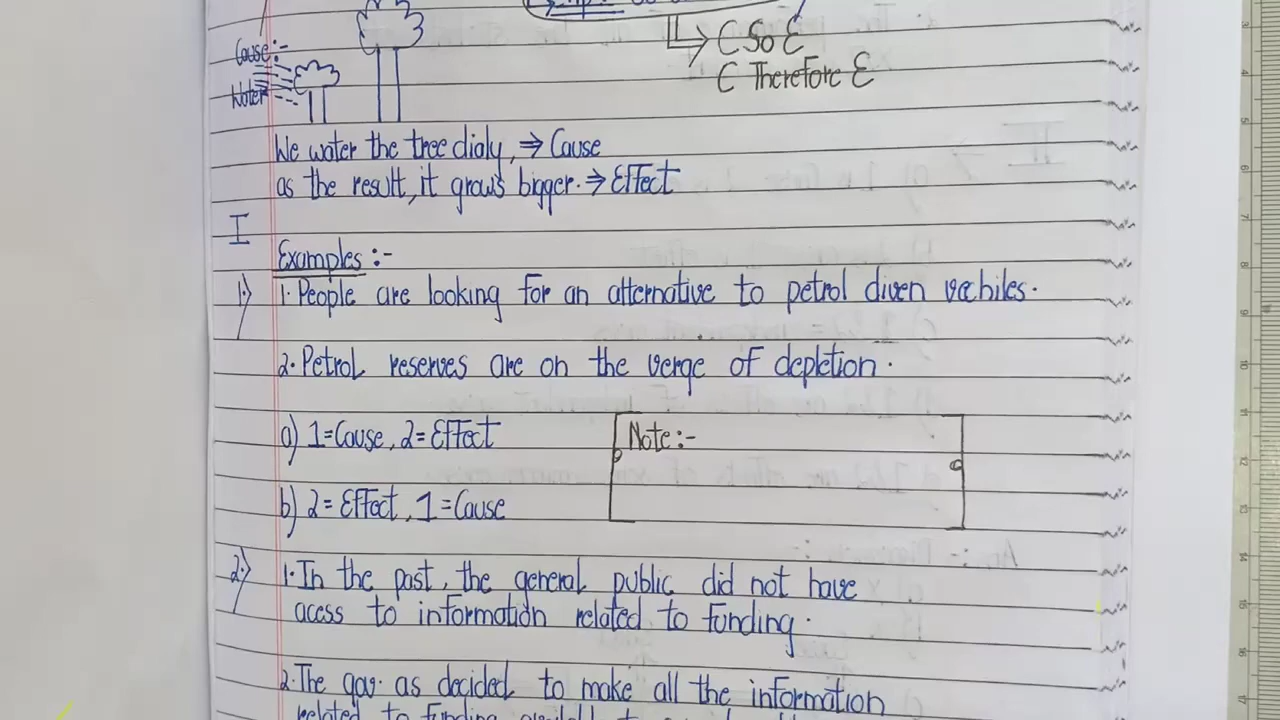 C So E
Cause:-
C Therefore E
Water
We water the tree dialy, ⇒ Cause
as the result, it grows bigger. → Effect
I
Examples :-
1.) 1. People are looking for an alternative to petrol diven vechiles.
2. Petrol reserves are on the verge of depletion.
a) 1=Cause, 2=Effect
Note:-
b) 2=Effect, 1=Cause
2.) 1. In the past, the general public did not have
acess to information related to funding.
2. The gov. as decided to make all the information
related to funding